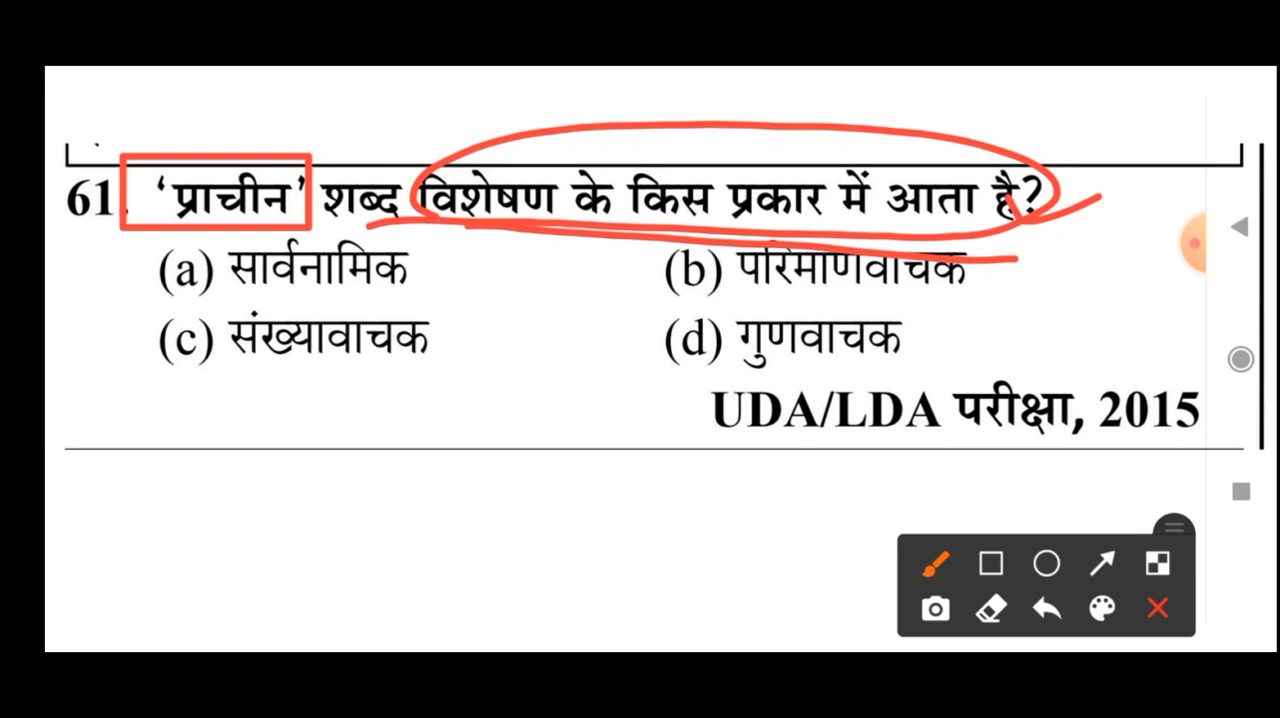 61. 'प्राचीन' शब्द विशेषण के किस प्रकार में आता है?
(a) सार्वनामिक (b) परिमाणवाचक
(c) संख्यावाचक (d) गुणवाचक
UDA/LDA परीक्षा, 2015